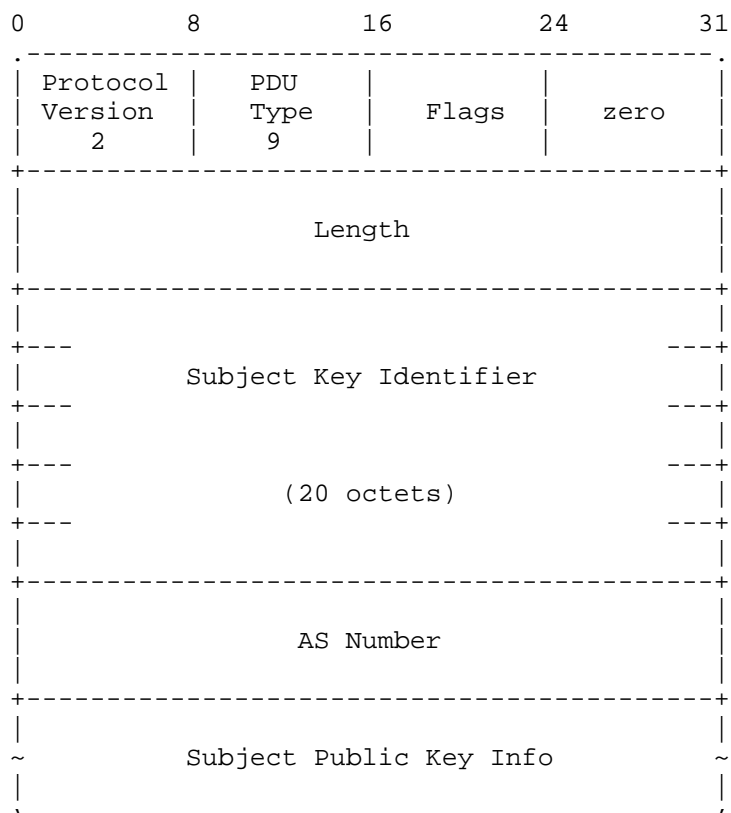 0          8          16         24        31
.-------------------------------------------.
| Protocol |   PDU    |          |          |
| Version  |   Type   |   Flags  |   zero   |
|    2     |    9     |          |          |
+-------------------------------------------+
|                                           |
|                  Length                   |
|                                           |
+-------------------------------------------+
|                                           |
+---                                     ---+
|          Subject Key Identifier           |
+---                                     ---+
|                                           |
+---                                     ---+
|                (20 octets)                |
+---                                     ---+
|                                           |
+-------------------------------------------+
|                                           |
|                 AS Number                 |
|                                           |
+-------------------------------------------+
|                                           |
~          Subject Public Key Info          ~
|                                           |